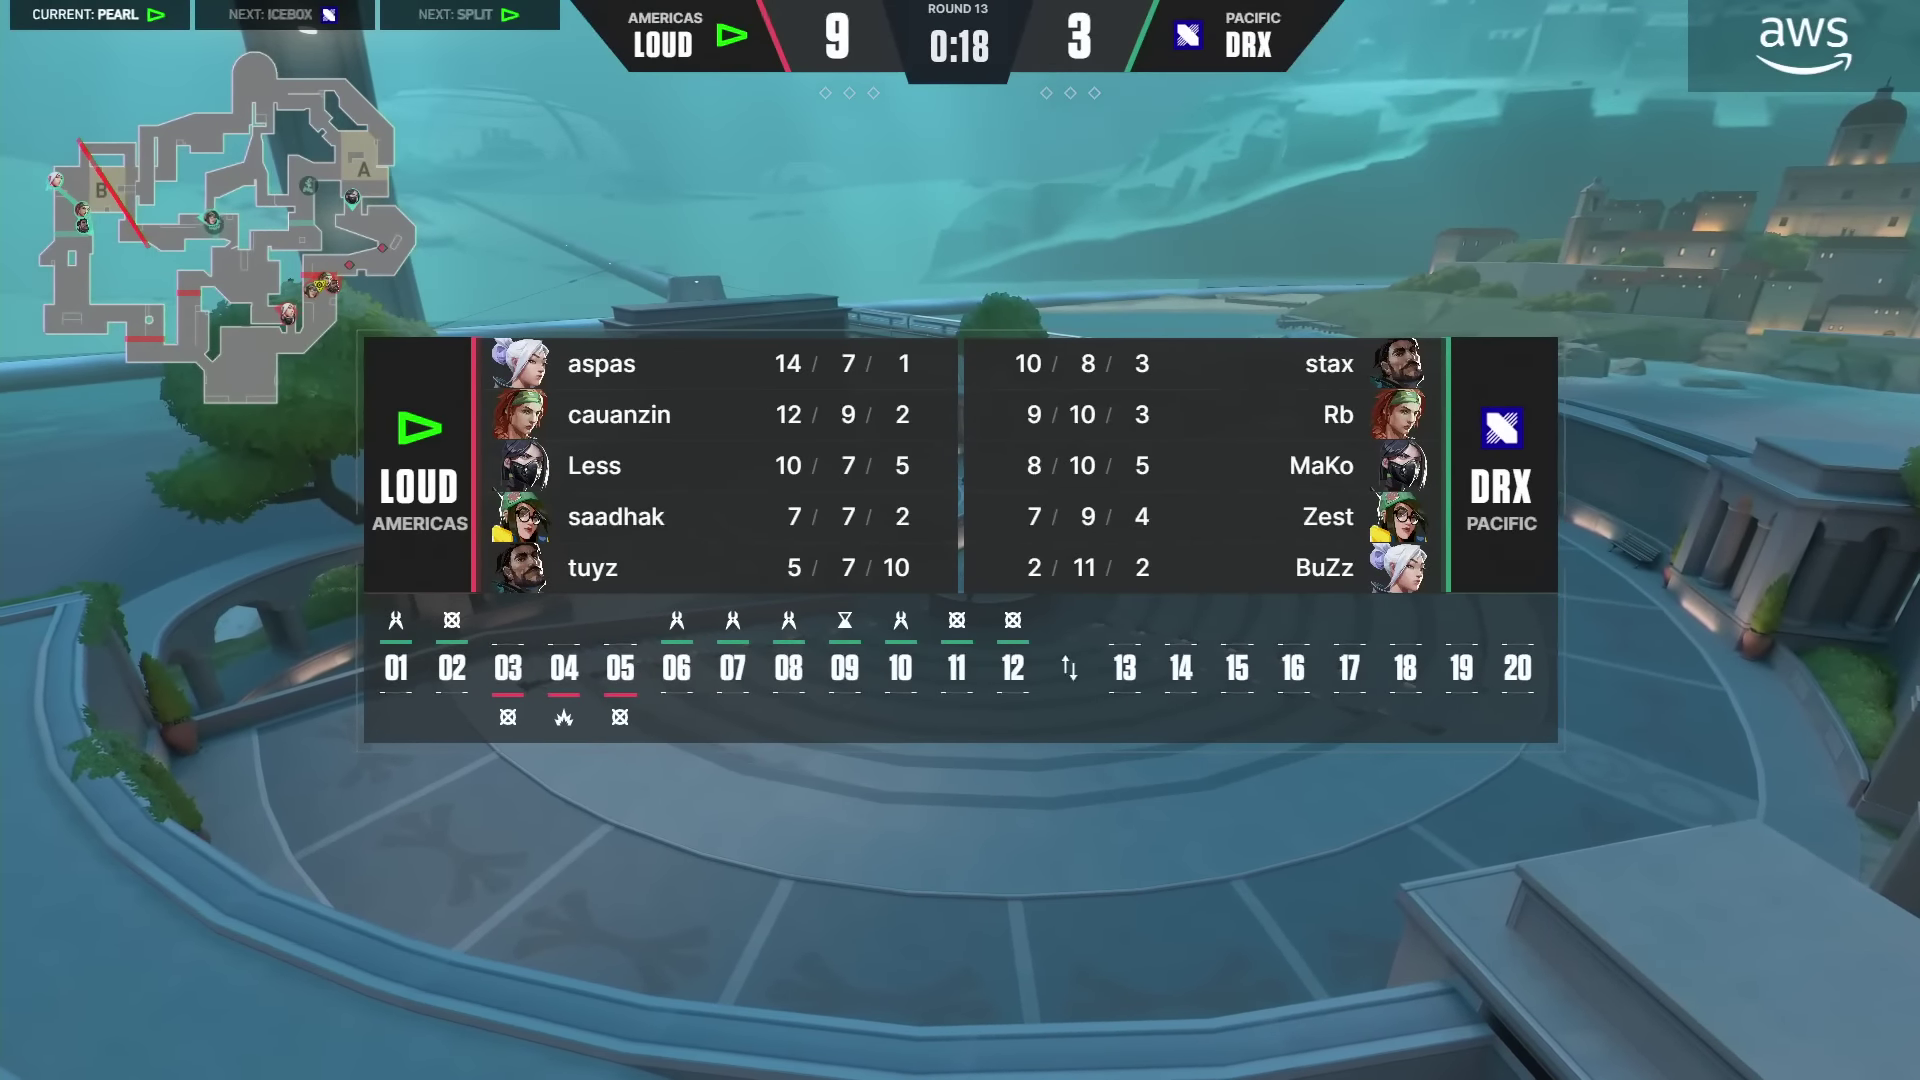 CURRENT: PEARL
NEXT: ICEBOX
NEXT: SPLIT
AMERICAS
LOUD
9
ROUND 13
0:18
3
PACIFIC
DRX
aws
A
B
LOUD
AMERICAS
aspas 14 / 7 / 1
cauanzin 12 / 9 / 2
Less 10 / 7 / 5
saadhak 7 / 7 / 2
tuyz 5 / 7 / 10
10 / 8 / 3 stax
9 / 10 / 3 Rb
8 / 10 / 5 MaKo
7 / 9 / 4 Zest
2 / 11 / 2 BuZz
DRX
PACIFIC
01 02 03 04 05 06 07 08 09 10 11 12 13 14 15 16 17 18 19 20